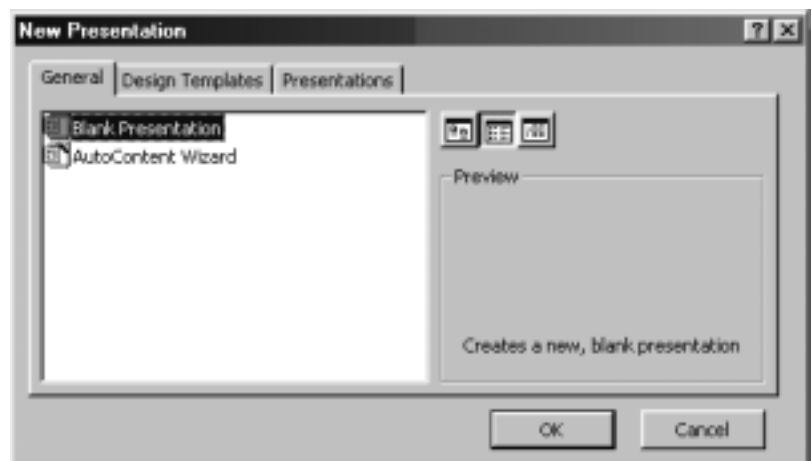 New Presentation
General Design Templates Presentations
Blank Presentation
AutoContent Wizard
Preview
Creates a new, blank presentation
OK Cancel